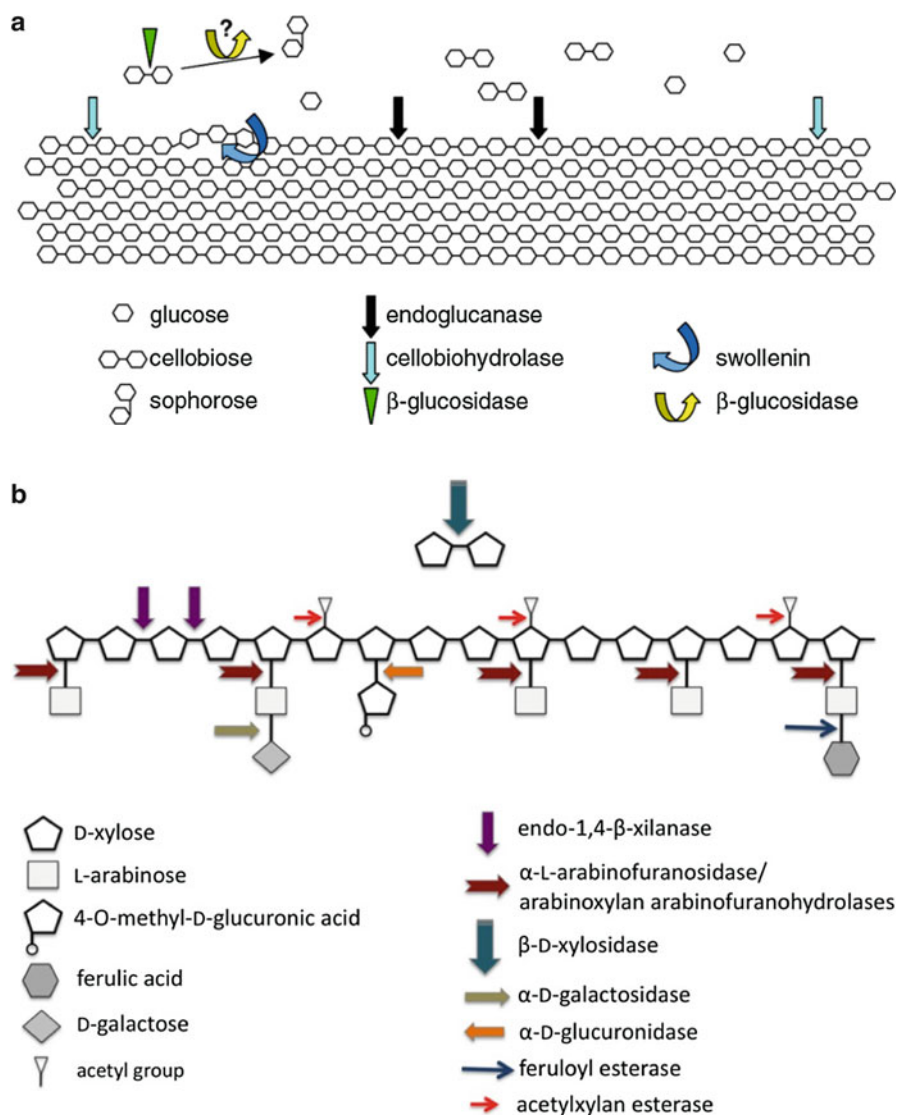 a
?
glucose
cellobiose
sophorose
endoglucanase
cellobiohydrolase
β-glucosidase
swollenin
β-glucosidase
b
D-xylose
L-arabinose
4-O-methyl-D-glucuronic acid
ferulic acid
D-galactose
acetyl group
endo-1,4-β-xilanase
α-L-arabinofuranosidase/
arabinoxylan arabinofuranohydrolases
β-D-xylosidase
α-D-galactosidase
α-D-glucuronidase
feruloyl esterase
acetylxylan esterase